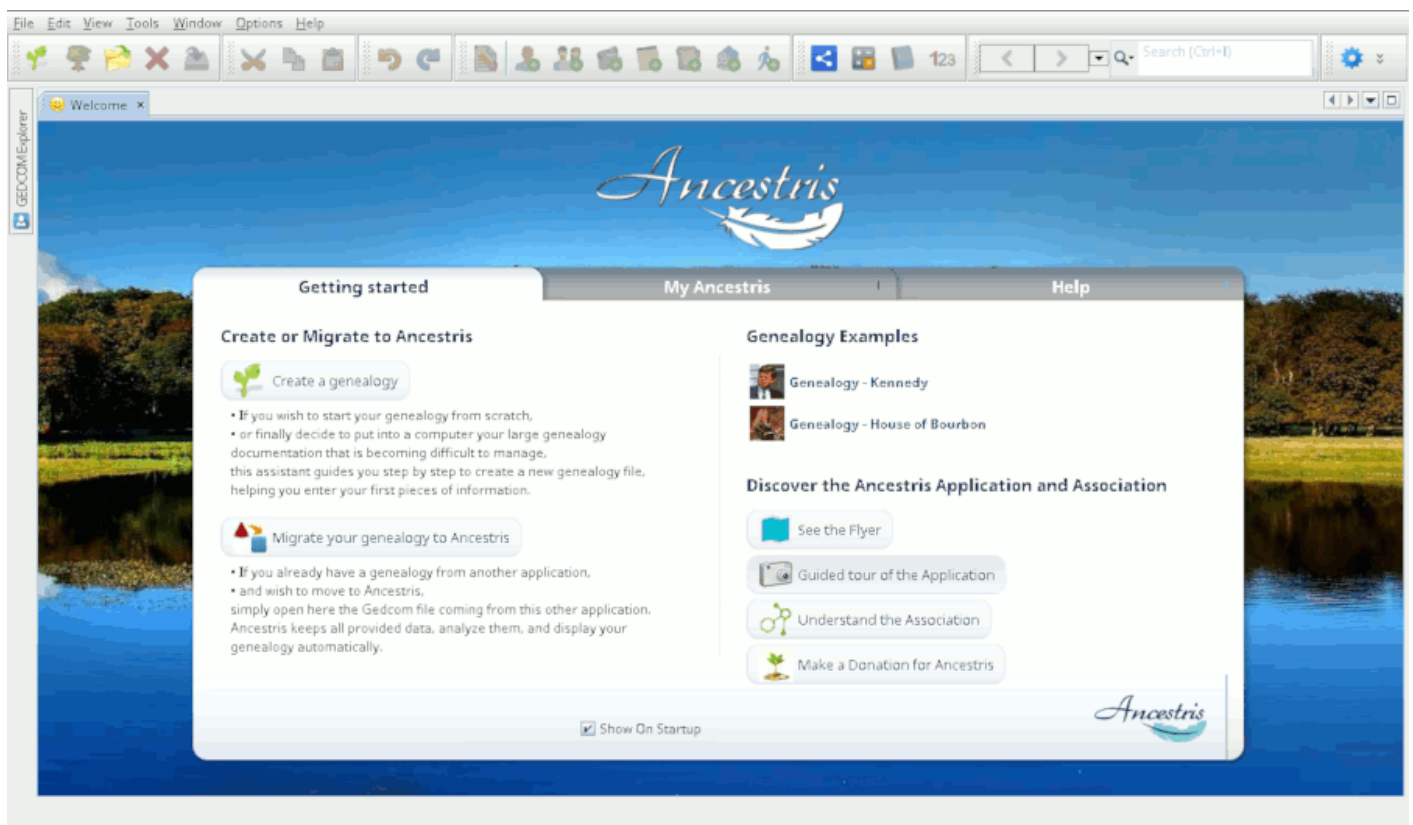 File Edit View Tools Window Options Help
123
Search (Ctrl+I)
Welcome
GEDCOM Explorer
Ancestris
Getting started
My Ancestris
Help
Create or Migrate to Ancestris
Create a genealogy
• If you wish to start your genealogy from scratch,
• or finally decide to put into a computer your large genealogy
documentation that is becoming difficult to manage,
this assistant guides you step by step to create a new genealogy file,
helping you enter your first pieces of information.
Migrate your genealogy to Ancestris
• If you already have a genealogy from another application,
• and wish to move to Ancestris,
simply open here the Gedcom file coming from this other application.
Ancestris keeps all provided data, analyze them, and display your
genealogy automatically.
Genealogy Examples
Genealogy - Kennedy
Genealogy - House of Bourbon
Discover the Ancestris Application and Association
See the Flyer
Guided tour of the Application
Understand the Association
Make a Donation for Ancestris
Show On Startup
Ancestris